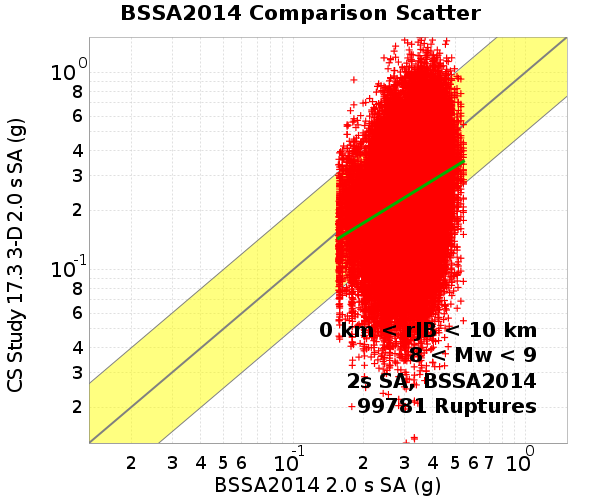 BSSA2014 Comparison Scatter
CS Study 17.3 3-D 2.0 s SA (g)
10⁰
8
6
4
3
2
10⁻¹
8
6
4
3
2
0 km < rJB < 10 km
8 < Mw < 9
2s SA, BSSA2014
99781 Ruptures
2 3 4 5 6 10⁻¹ 2 3 4 5 6 7 10⁰
BSSA2014 2.0 s SA (g)